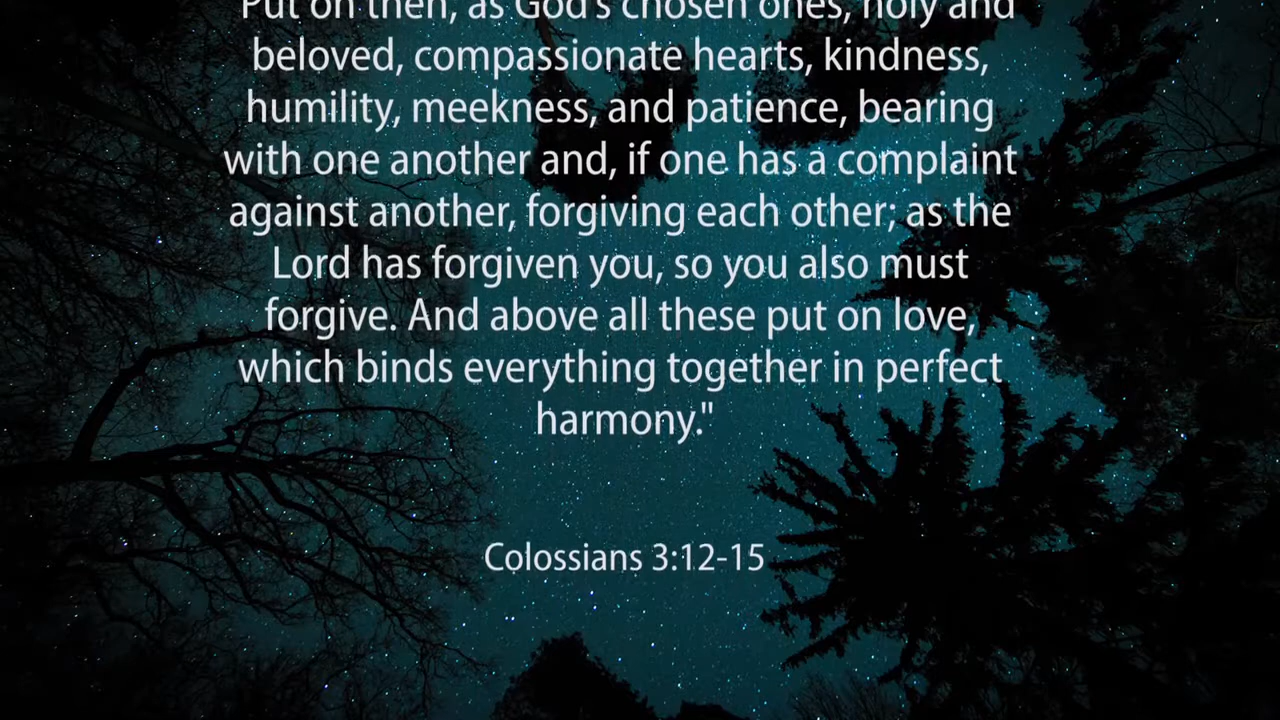 Put on then, as God's chosen ones, holy and
beloved, compassionate hearts, kindness,
humility, meekness, and patience, bearing
with one another and, if one has a complaint
against another, forgiving each other; as the
Lord has forgiven you, so you also must
forgive. And above all these put on love,
which binds everything together in perfect
harmony."
Colossians 3:12-15